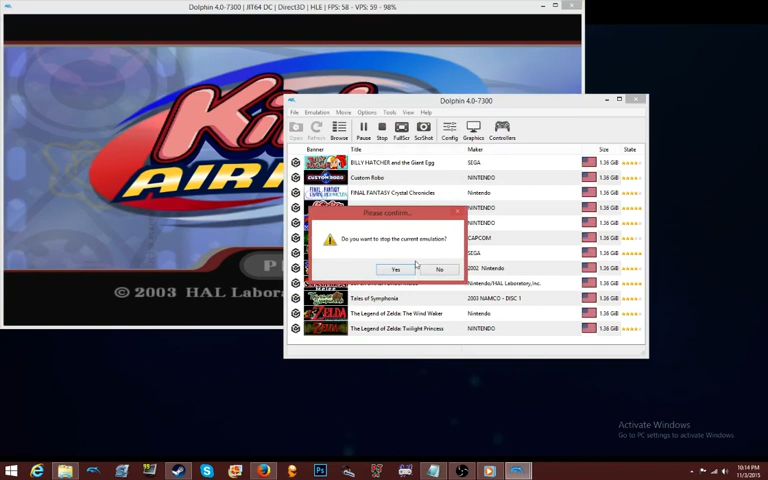 Dolphin 4.0-7300 | JIT64 DC | Direct3D | HLE | FPS: 58 - VPS: 59 - 98%
AIR
© 2003 HAL Labora
Dolphin 4.0-7300
File Emulation Movie Options Tools View Help
Open Refresh Browse Pause Stop FullScr ScrShot Config Graphics Controllers
Banner Title Maker Size State
BILLY HATCHER and the Giant Egg SEGA 1.36 GiB
CUSTOM ROBO Custom Robo NINTENDO 1.36 GiB
FINAL FANTASY FINAL FANTASY Crystal Chronicles Nintendo 1.36 GiB
NINTENDO 1.36 GiB
NINTENDO 1.36 GiB
CAPCOM 1.36 GiB
SEGA 1.36 GiB
2002 Nintendo 1.36 GiB
Nintendo/HAL Laboratory,Inc. 1.36 GiB
Tales of Symphonia 2003 NAMCO - DISC 1 1.36 GiB
ZELDA The Legend of Zelda: The Wind Waker Nintendo 1.36 GiB
The Legend of Zelda: Twilight Princess NINTENDO 1.36 GiB
Please confirm...
Do you want to stop the current emulation?
Yes No
Activate Windows
Go to PC settings to activate Windows.
10:14 PM
11/3/2015